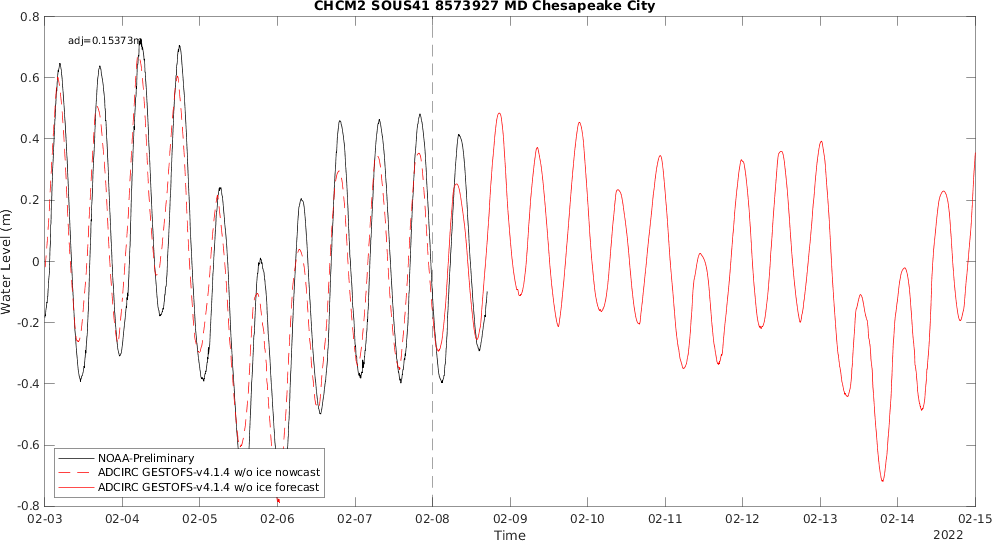 CHCM2 SOUS41 8573927 MD Chesapeake City
adj=0.15373m
0.8
0.6
0.4
0.2
0
-0.2
-0.4
-0.6
-0.8
Water Level (m)
NOAA-Preliminary
ADCIRC GESTOFS-v4.1.4 w/o ice nowcast
ADCIRC GESTOFS-v4.1.4 w/o ice forecast
02-03 02-04 02-05 02-06 02-07 02-08 02-09 02-10 02-11 02-12 02-13 02-14 02-15
Time
2022